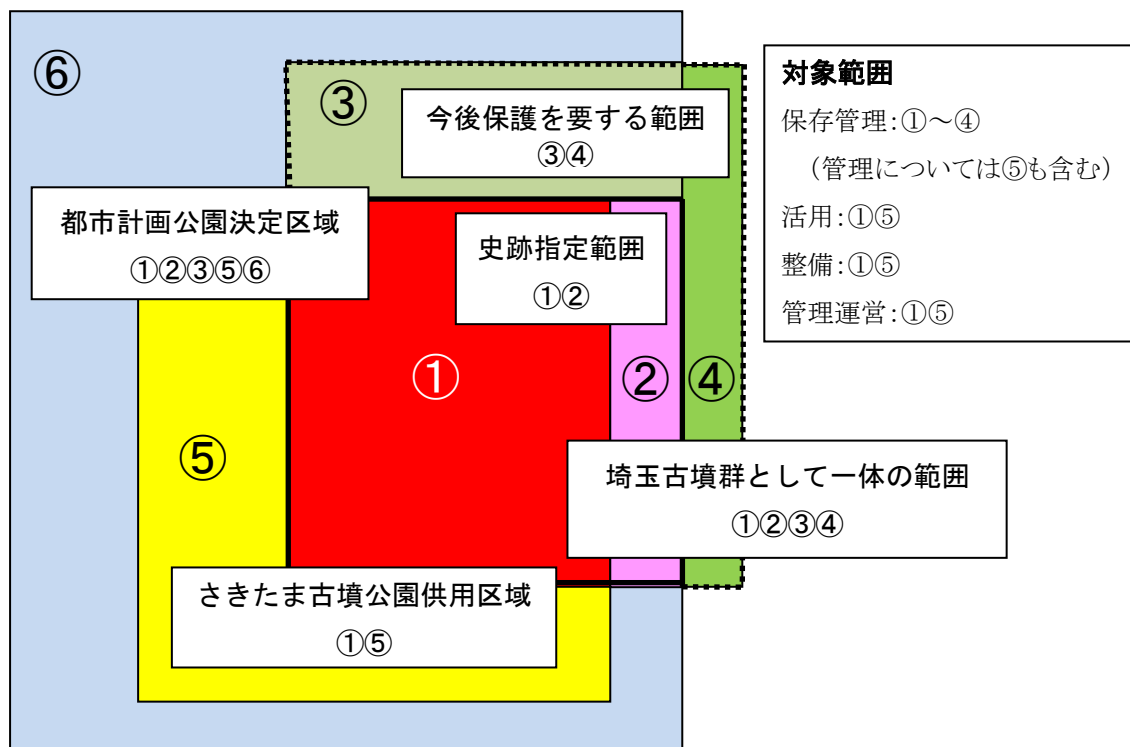 ⑥
③
今後保護を要する範囲
③④
都市計画公園決定区域
①②③⑤⑥
史跡指定範囲
①②
①
②
④
⑤
埼玉古墳群として一体の範囲
①②③④
さきたま古墳公園供用区域
①⑤
対象範囲
保存管理:①~④
(管理については⑤も含む)
活用:①⑤
整備:①⑤
管理運営:①⑤